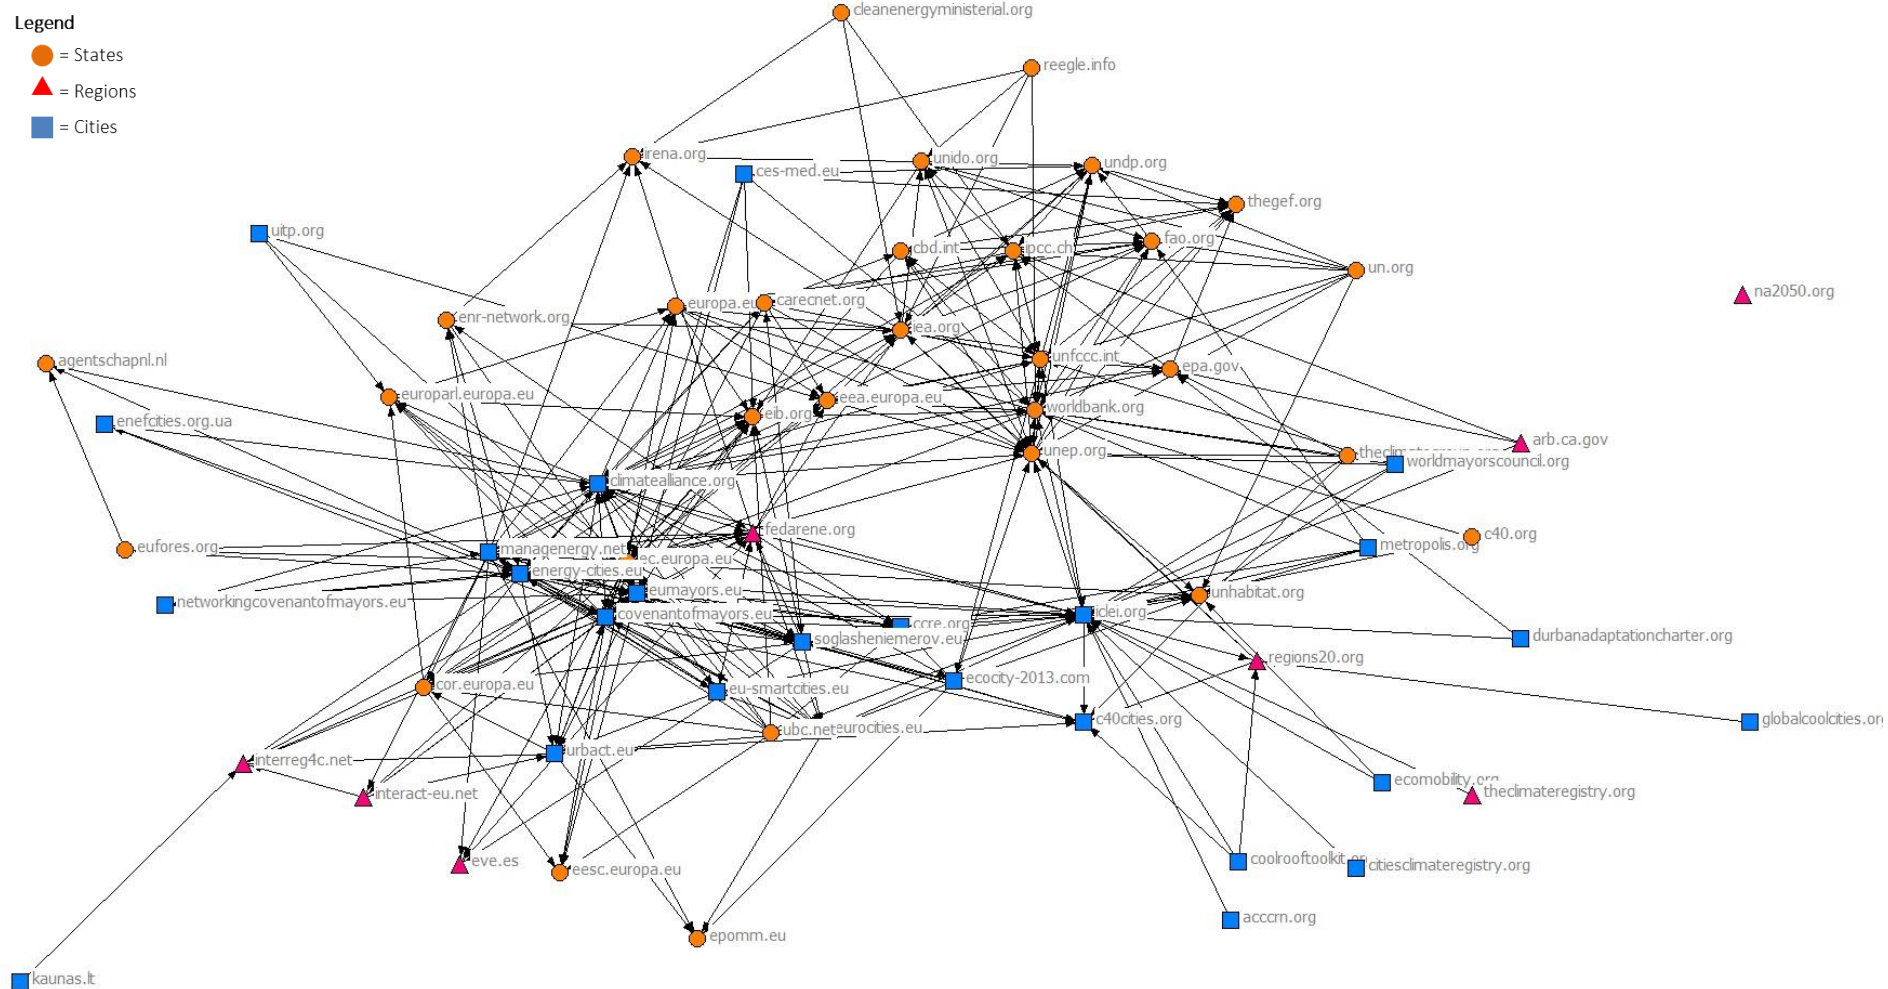 Legend
= States
= Regions
= Cities
cleanenergyministerial.org
reegle.info
irena.org
unido.org
undp.org
ces-med.eu
thegef.org
uitp.org
cbd.int
ipcc.ch
fao.org
un.org
na2050.org
europa.eu
carecnet.org
enr-network.org
iea.org
agentschapnl.nl
unfccc.int
epa.gov
europarl.europa.eu
eea.europa.eu
enefcities.org.ua
eib.org
worldbank.org
arb.ca.gov
unep.org
worldmayorscouncil.org
climatealliance.org
fedarene.org
c40.org
eufores.org
managenergy.net
metropolis.org
ec.europa.eu
energy-cities.eu
eumayors.eu
unhabitat.org
networkingcovenantofmayors.eu
covenantofmayors.eu
iclei.org
ccre.org
soglasheniemerov.eu
durbanadaptationcharter.org
regions20.org
cor.europa.eu
eu-smartcities.eu
ecocity-2013.com
c40cities.org
globalcoolcities.org
ubc.net
eurocities.eu
urbact.eu
interreg4c.net
interact-eu.net
ecomobility.org
theclimateregistry.org
eve.es
eesc.europa.eu
coolrooftoolkit.or
citiesclimateregistry.org
acccrn.org
epomm.eu
kaunas.lt